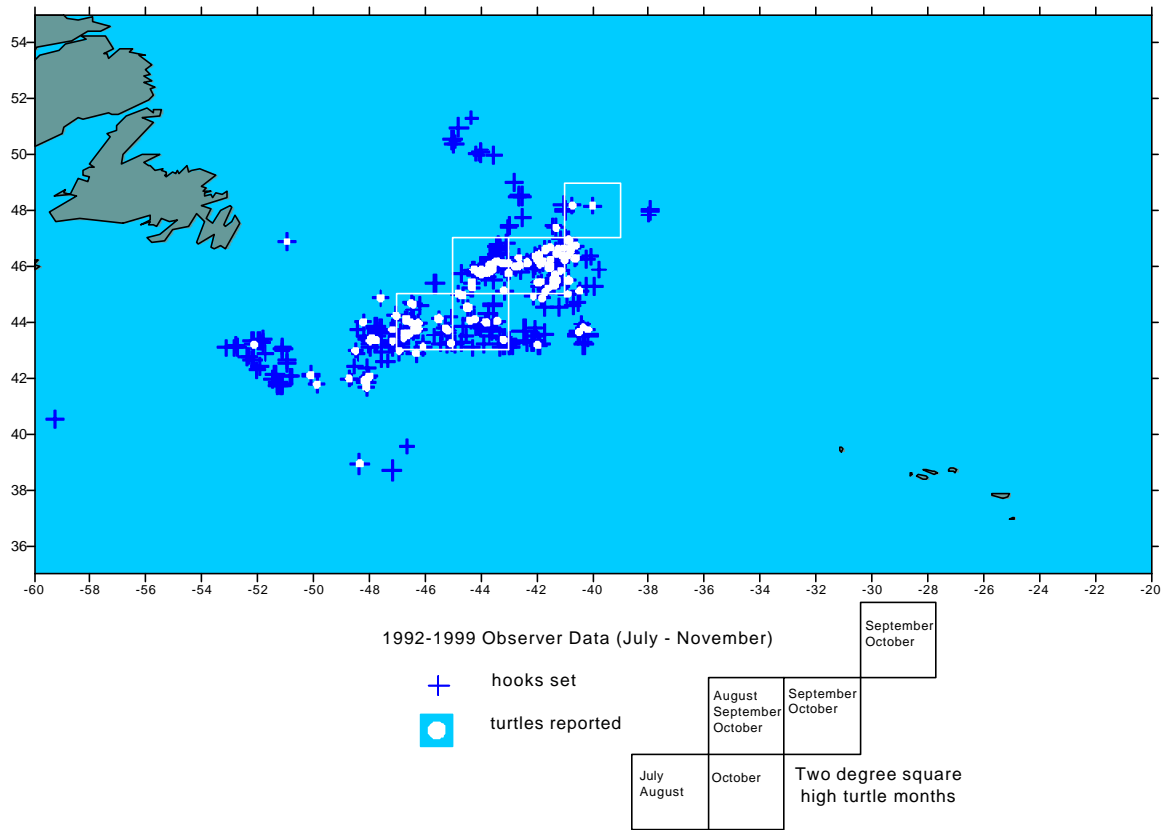 54
52
50
48
46
44
42
40
38
36
-60 -58 -56 -54 -52 -50 -48 -46 -44 -42 -40 -38 -36 -34 -32 -30 -28 -26 -24 -22 -20
1992-1999 Observer Data (July - November)
hooks set
turtles reported
September
October
August
September
October
September
October
July
August
October
Two degree square
high turtle months